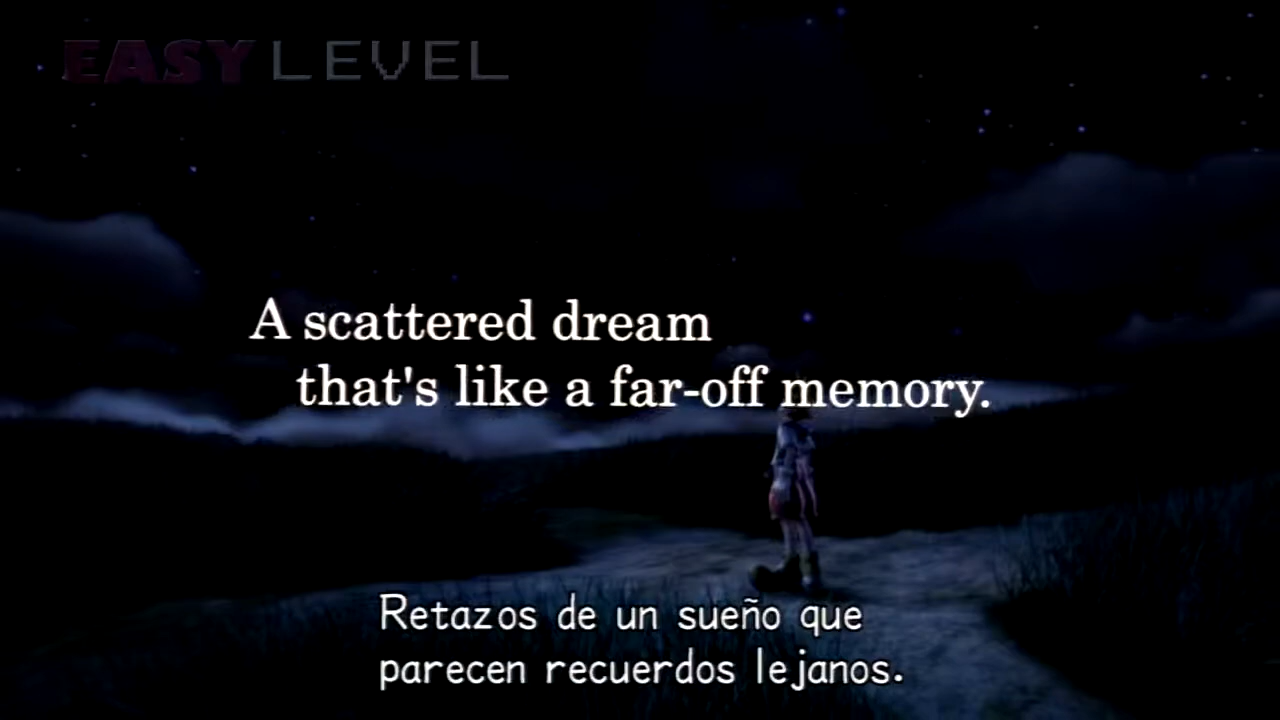 EASY LEVEL
A scattered dream
that's like a far-off memory.
Retazos de un sueño que
parecen recuerdos lejanos.